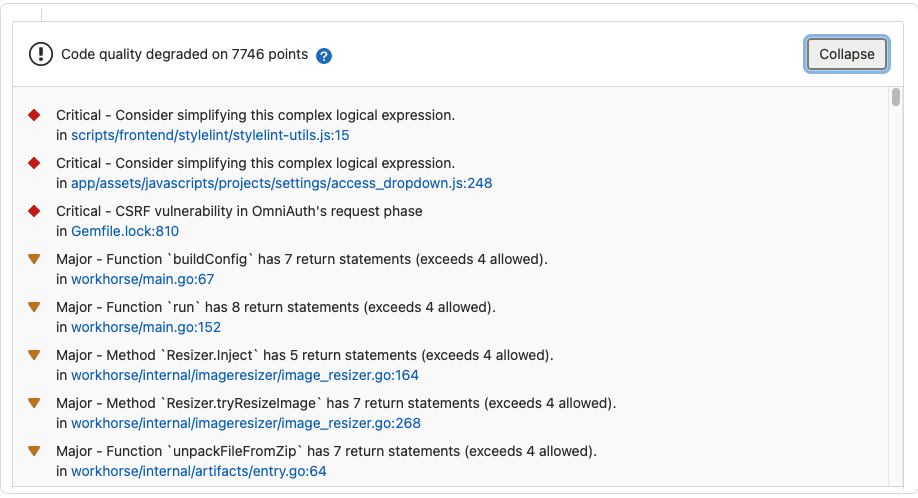 Code quality degraded on 7746 points
Collapse
Critical - Consider simplifying this complex logical expression.
in scripts/frontend/stylelint/stylelint-utils.js:15
Critical - Consider simplifying this complex logical expression.
in app/assets/javascripts/projects/settings/access_dropdown.js:248
Critical - CSRF vulnerability in OmniAuth's request phase
in Gemfile.lock:810
Major - Function `buildConfig` has 7 return statements (exceeds 4 allowed).
in workhorse/main.go:67
Major - Function `run` has 8 return statements (exceeds 4 allowed).
in workhorse/main.go:152
Major - Method `Resizer.Inject` has 5 return statements (exceeds 4 allowed).
in workhorse/internal/imageresizer/image_resizer.go:164
Major - Method `Resizer.tryResizeImage` has 7 return statements (exceeds 4 allowed).
in workhorse/internal/imageresizer/image_resizer.go:268
Major - Function `unpackFileFromZip` has 7 return statements (exceeds 4 allowed).
in workhorse/internal/artifacts/entry.go:64